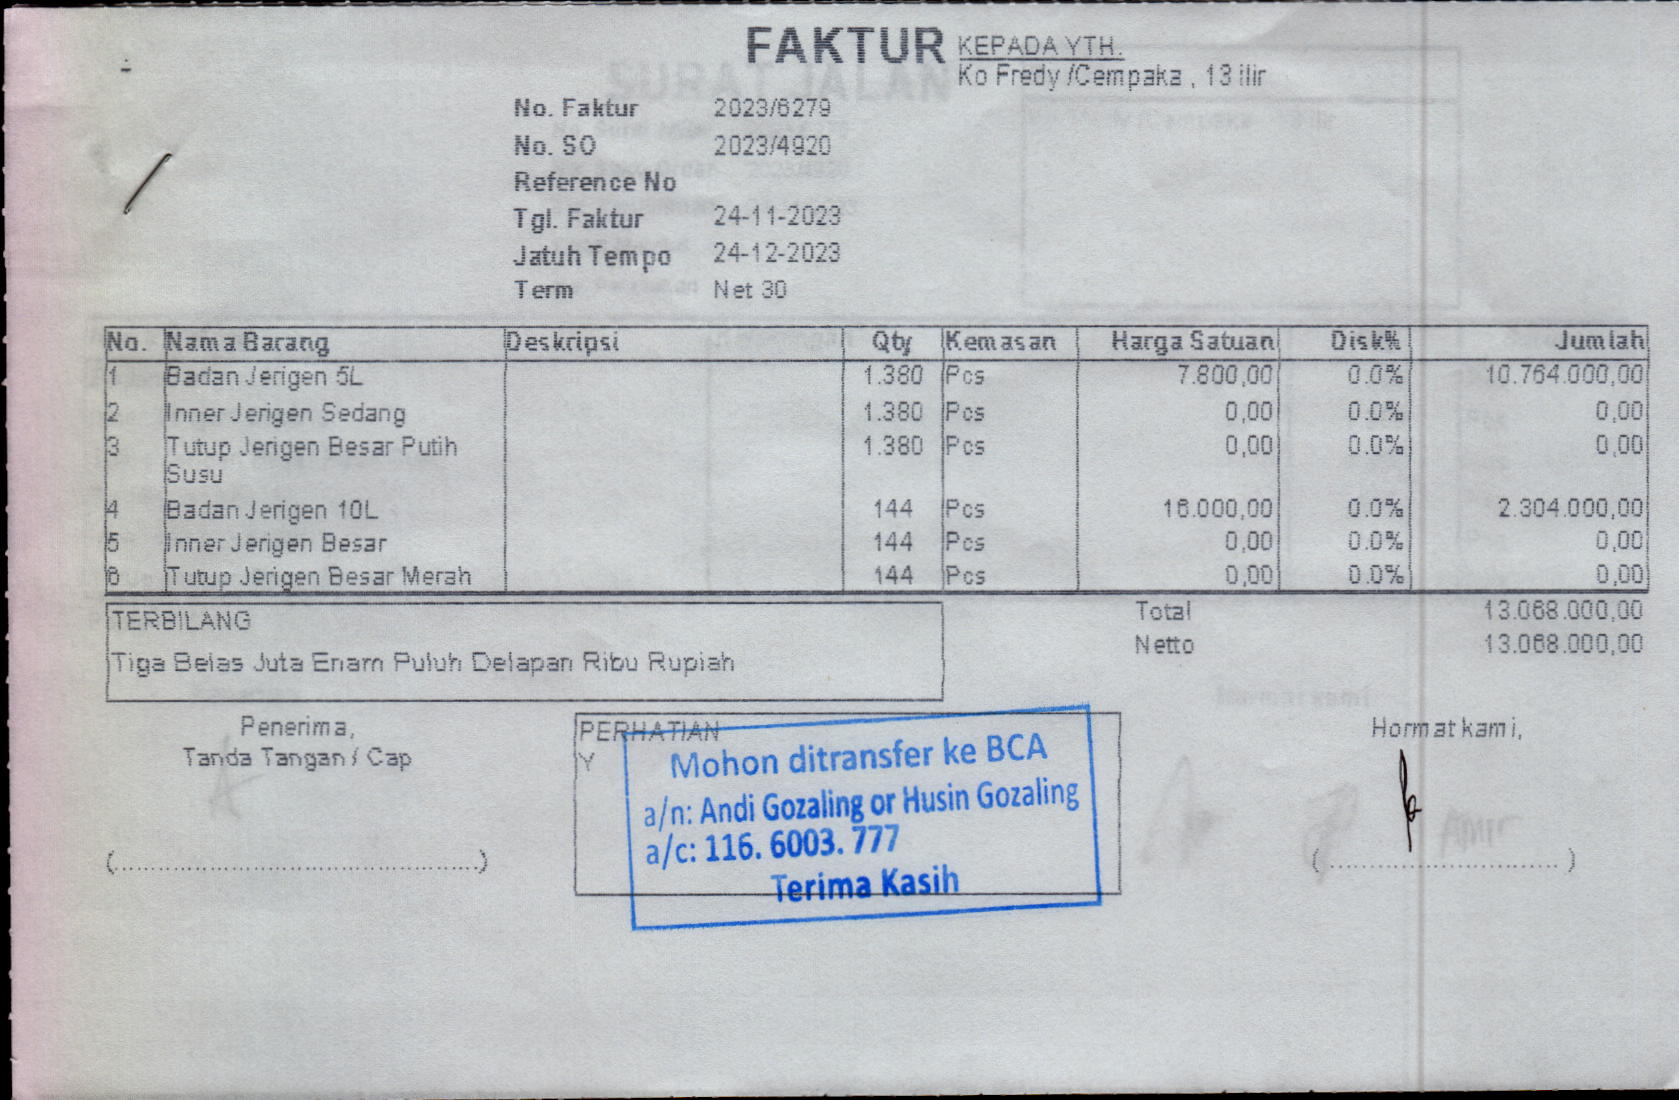 FAKTUR
KEPADA YTH.
Ko Fredy /Cempaka , 13 ilir
No. Faktur 2023/6279
No. SO 2023/4920
Reference No
Tgl. Faktur 24-11-2023
Jatuh Tempo 24-12-2023
Term Net 30
No. Nama Barang Deskripsi Qty Kemasan Harga Satuan Disk% Jumlah
1 Badan Jerigen 5L 1.380 Pcs 7.800,00 0.0% 10.764.000,00
2 Inner Jerigen Sedang 1.380 Pcs 0,00 0.0% 0,00
3 Tutup Jerigen Besar Putih 1.380 Pcs 0,00 0.0% 0,00
Susu
4 Badan Jerigen 10L 144 Pcs 16.000,00 0.0% 2.304.000,00
5 Inner Jerigen Besar 144 Pcs 0,00 0.0% 0,00
6 Tutup Jerigen Besar Merah 144 Pcs 0,00 0.0% 0,00
TERBILANG
Tiga Belas Juta Enam Puluh Delapan Ribu Rupiah
Total 13.068.000,00
Netto 13.068.000,00
Penerima,
Tanda Tangan / Cap
(..............................................)
PERHATIAN
Y
Mohon ditransfer ke BCA
a/n: Andi Gozaling or Husin Gozaling
a/c: 116. 6003. 777
Terima Kasih
Hormat kami,
(..............................)